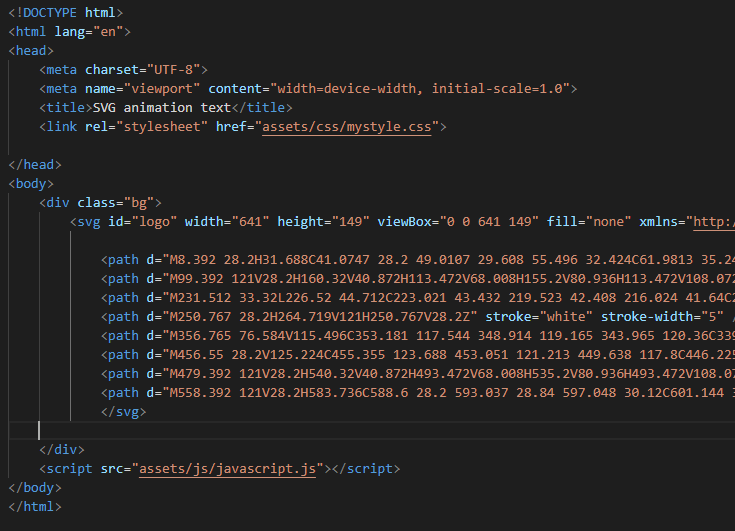 <!DOCTYPE html>
<html lang="en">
<head>
<meta charset="UTF-8">
<meta name="viewport" content="width=device-width, initial-scale=1.0">
<title>SVG animation text</title>
<link rel="stylesheet" href="assets/css/mystyle.css">
</head>
<body>
<div class="bg">
<svg id="logo" width="641" height="149" viewBox="0 0 641 149" fill="none" xmlns="http:/
<path d="M8.392 28.2H31.688C41.0747 28.2 49.0107 29.608 55.496 32.424C61.9813 35.24
<path d="M99.392 121V28.2H160.32V40.872H113.472V68.008H155.2V80.936H113.472V108.072
<path d="M231.512 33.32L226.52 44.712C223.021 43.432 219.523 42.408 216.024 41.64C2
<path d="M250.767 28.2H264.719V121H250.767V28.2Z" stroke="white" stroke-width="5" /
<path d="M356.765 76.584V115.496C353.181 117.544 348.914 119.165 343.965 120.36C339
<path d="M456.55 28.2V125.224C455.355 123.688 453.051 121.213 449.638 117.8C446.225
<path d="M479.392 121V28.2H540.32V40.872H493.472V68.008H535.2V80.936H493.472V108.07
<path d="M558.392 121V28.2H583.736C588.6 28.2 593.037 28.84 597.048 30.12C601.144 3
</svg>
</div>
<script src="assets/js/javascript.js"></script>
</body>
</html>